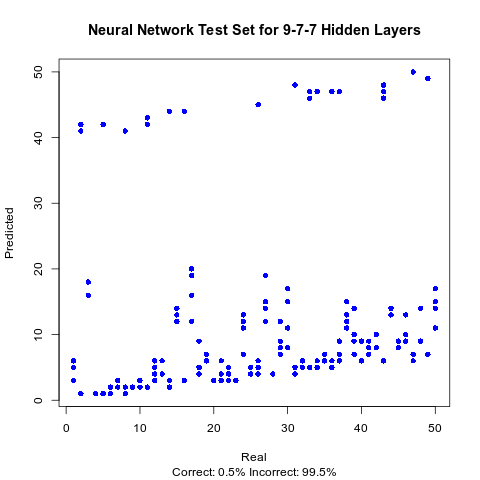 Neural Network Test Set for 9-7-7 Hidden Layers
Predicted
50
40
30
20
10
0
0 10 20 30 40 50
Real
Correct: 0.5% Incorrect: 99.5%